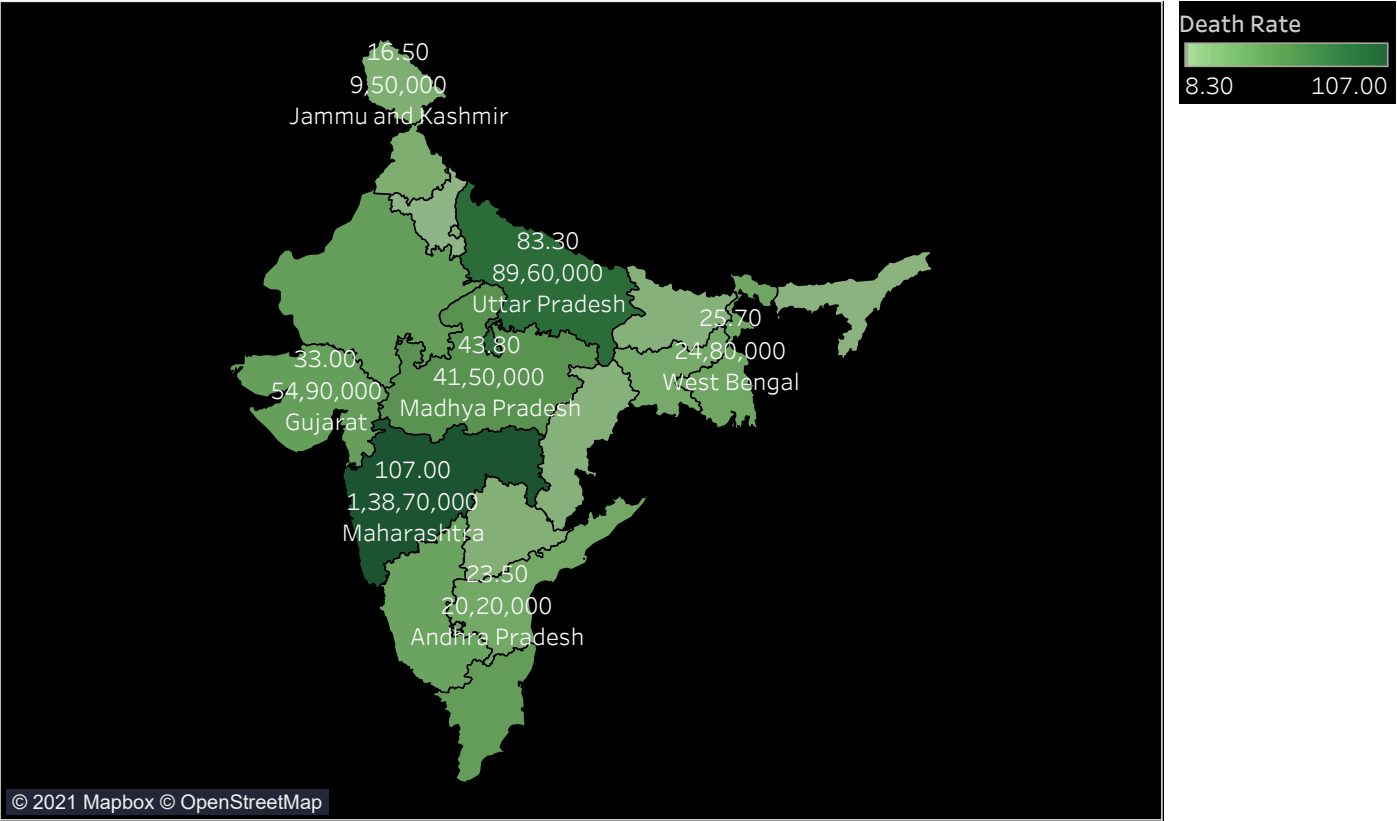 16.50
9,50,000
Jammu and Kashmir
83.30
89,60,000
Uttar Pradesh
25.70
24,80,000
West Bengal
43.80
41,50,000
Madhya Pradesh
33.00
54,90,000
Gujarat
107.00
1,38,70,000
Maharashtra
23.50
20,20,000
Andhra Pradesh
© 2021 Mapbox © OpenStreetMap
Death Rate
8.30 107.00